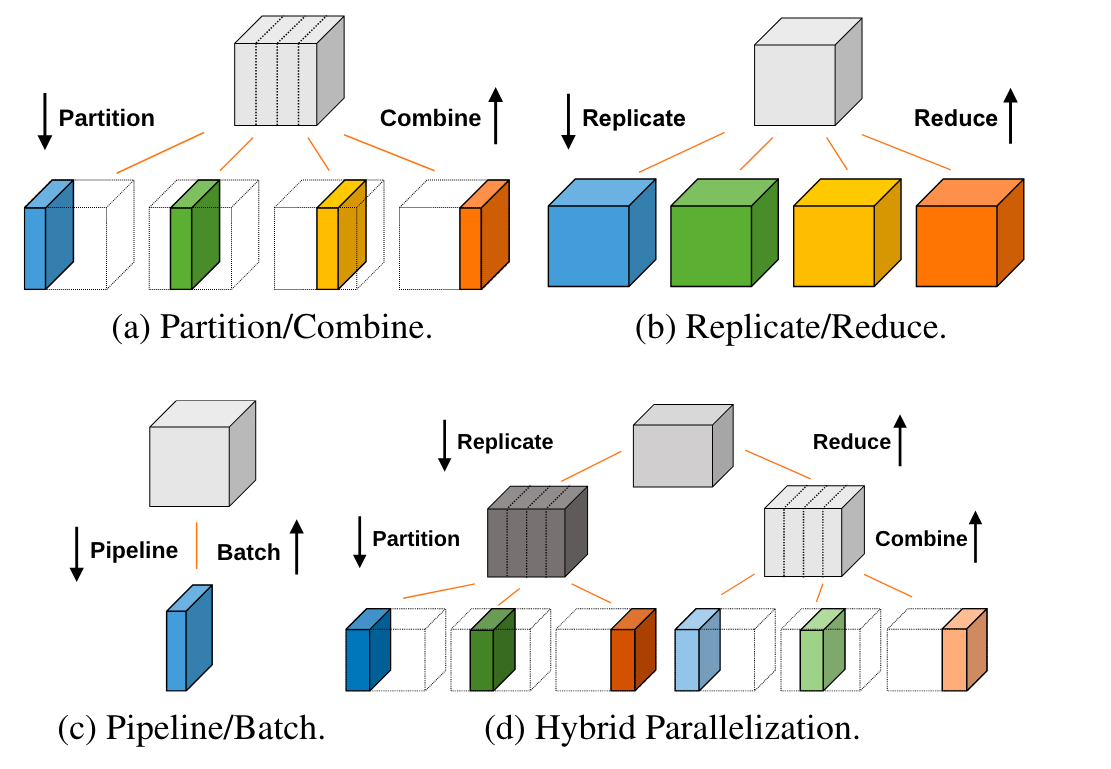 Partition
Combine
Replicate
Reduce
(a) Partition/Combine.
(b) Replicate/Reduce.
Pipeline
Batch
Replicate
Reduce
Partition
Combine
(c) Pipeline/Batch.
(d) Hybrid Parallelization.